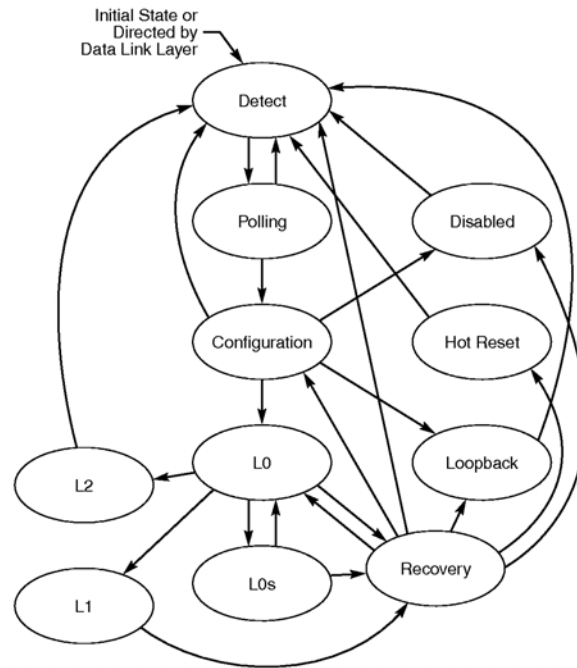 Initial State or
Directed by
Data Link Layer
Detect
Polling
Disabled
Configuration
Hot Reset
L0
Loopback
L2
L0s
Recovery
L1